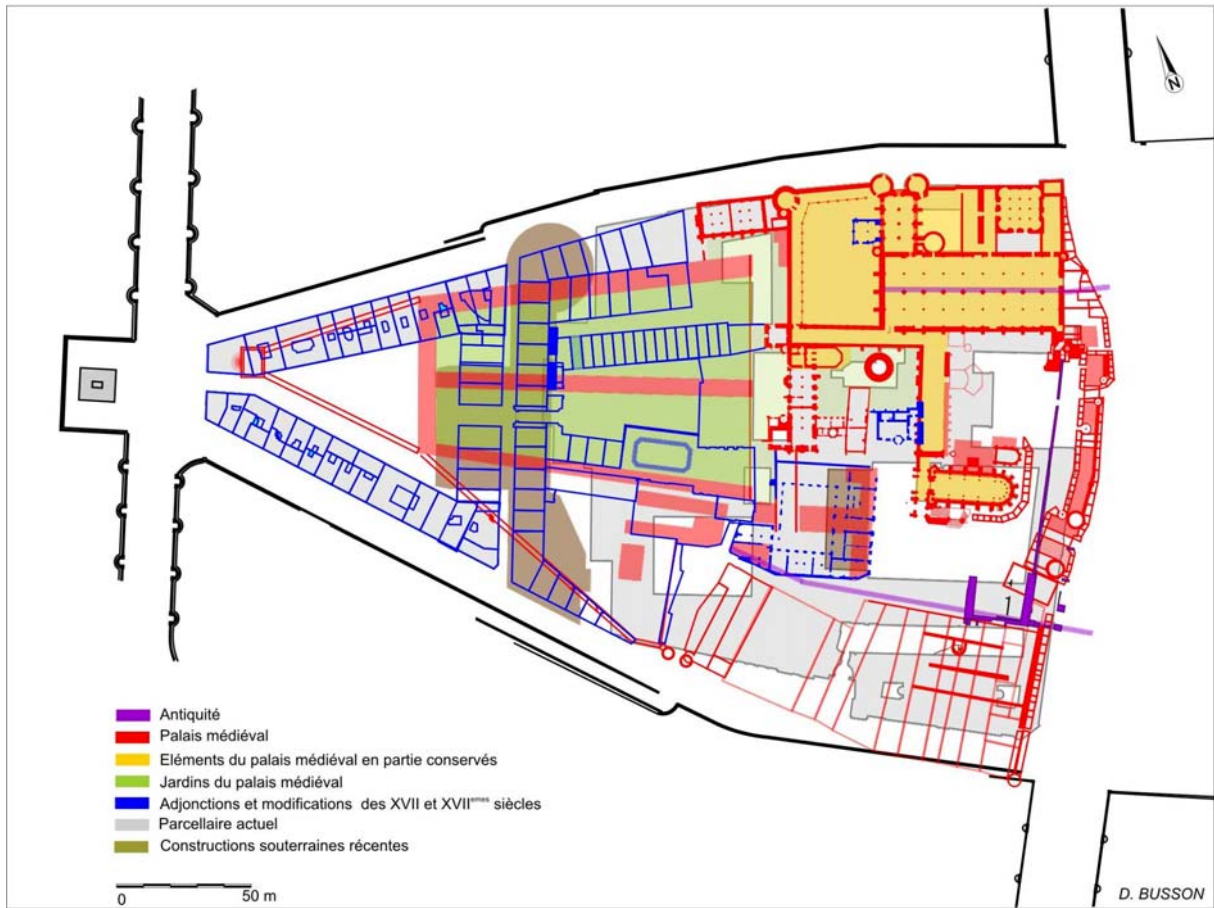 N
Antiquité
Palais médiéval
Eléments du palais médiéval en partie conservés
Jardins du palais médiéval
Adjonctions et modifications des XVII et XVIIemes siècles
Parcellaire actuel
Constructions souterraines récentes
0 50 m
D. BUSSON